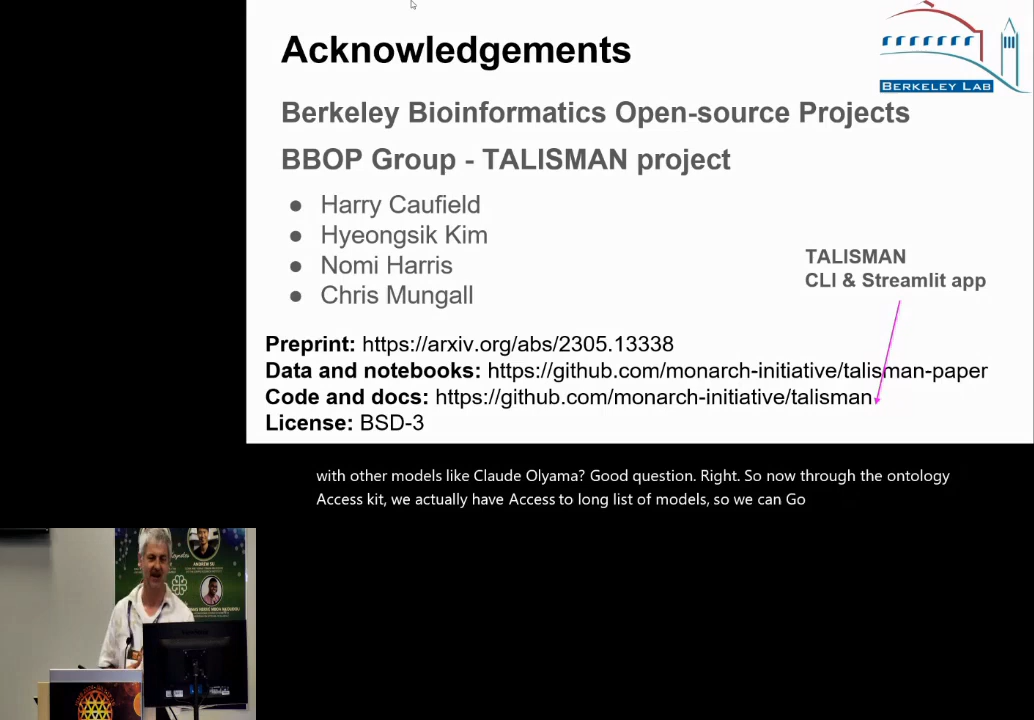 Acknowledgements
BERKELEY LAB
Berkeley Bioinformatics Open-source Projects
BBOP Group - TALISMAN project
● Harry Caufield
● Hyeongsik Kim
● Nomi Harris
● Chris Mungall
TALISMAN
CLI & Streamlit app
Preprint: https://arxiv.org/abs/2305.13338
Data and notebooks: https://github.com/monarch-initiative/talisman-paper
Code and docs: https://github.com/monarch-initiative/talisman
License: BSD-3
with other models like Claude Olyama? Good question. Right. So now through the ontology
Access kit, we actually have Access to long list of models, so we can Go
Keynotes
ANDREW SU